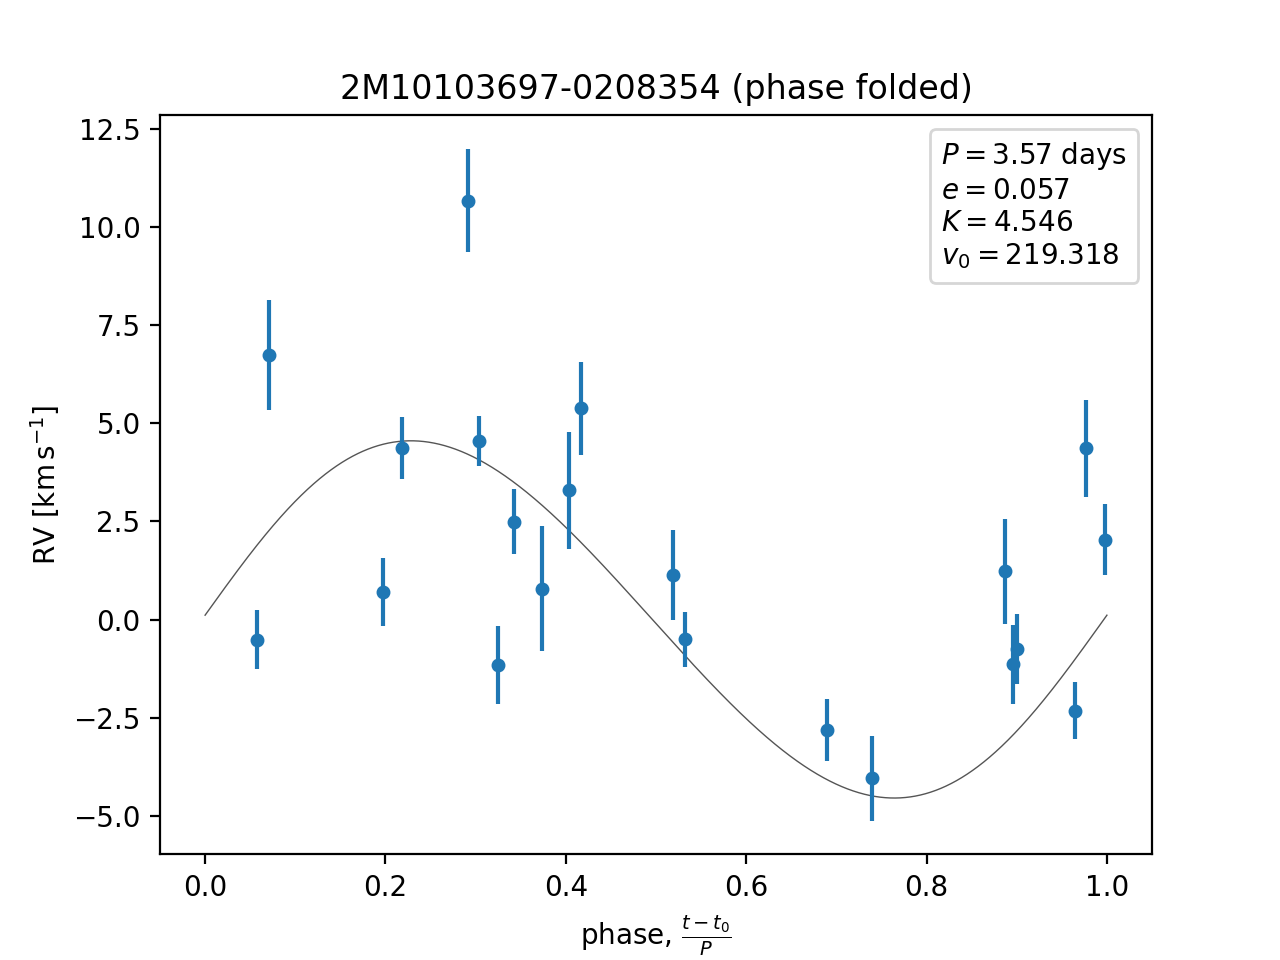 2M10103697-0208354 (phase folded)
P = 3.57 days
e = 0.057
K = 4.546
v₀ = 219.318
12.5
10.0
7.5
5.0
2.5
0.0
−2.5
−5.0
RV [km s⁻¹]
0.0 0.2 0.4 0.6 0.8 1.0
phase, (t − t₀)/P